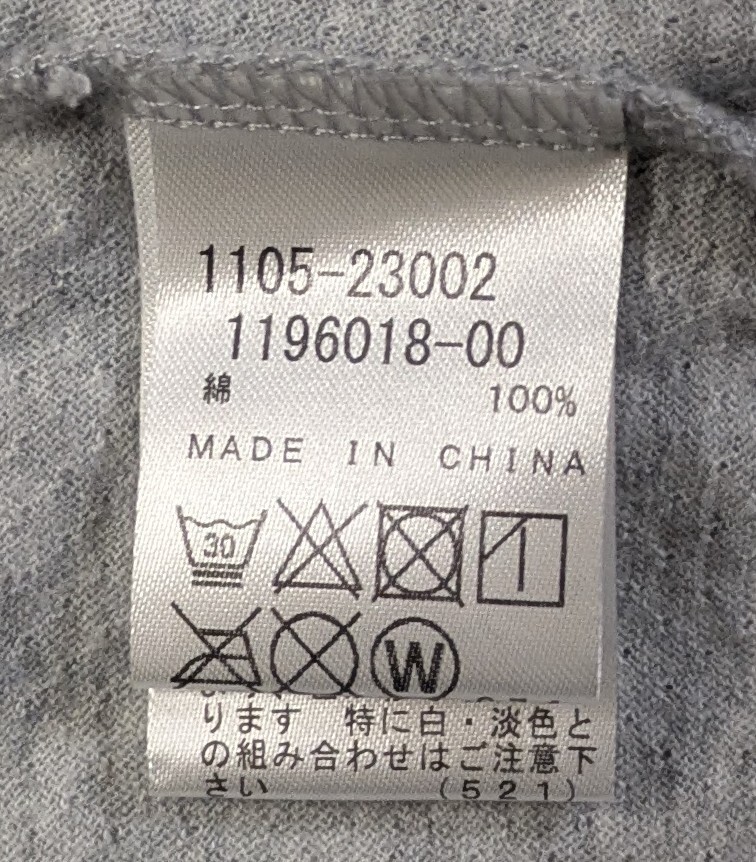 1105-23002
1196018-00
綿 100%
MADE IN CHINA
30
W
ります 特に白・淡色と
の組み合わせはご注意下
さい (521)